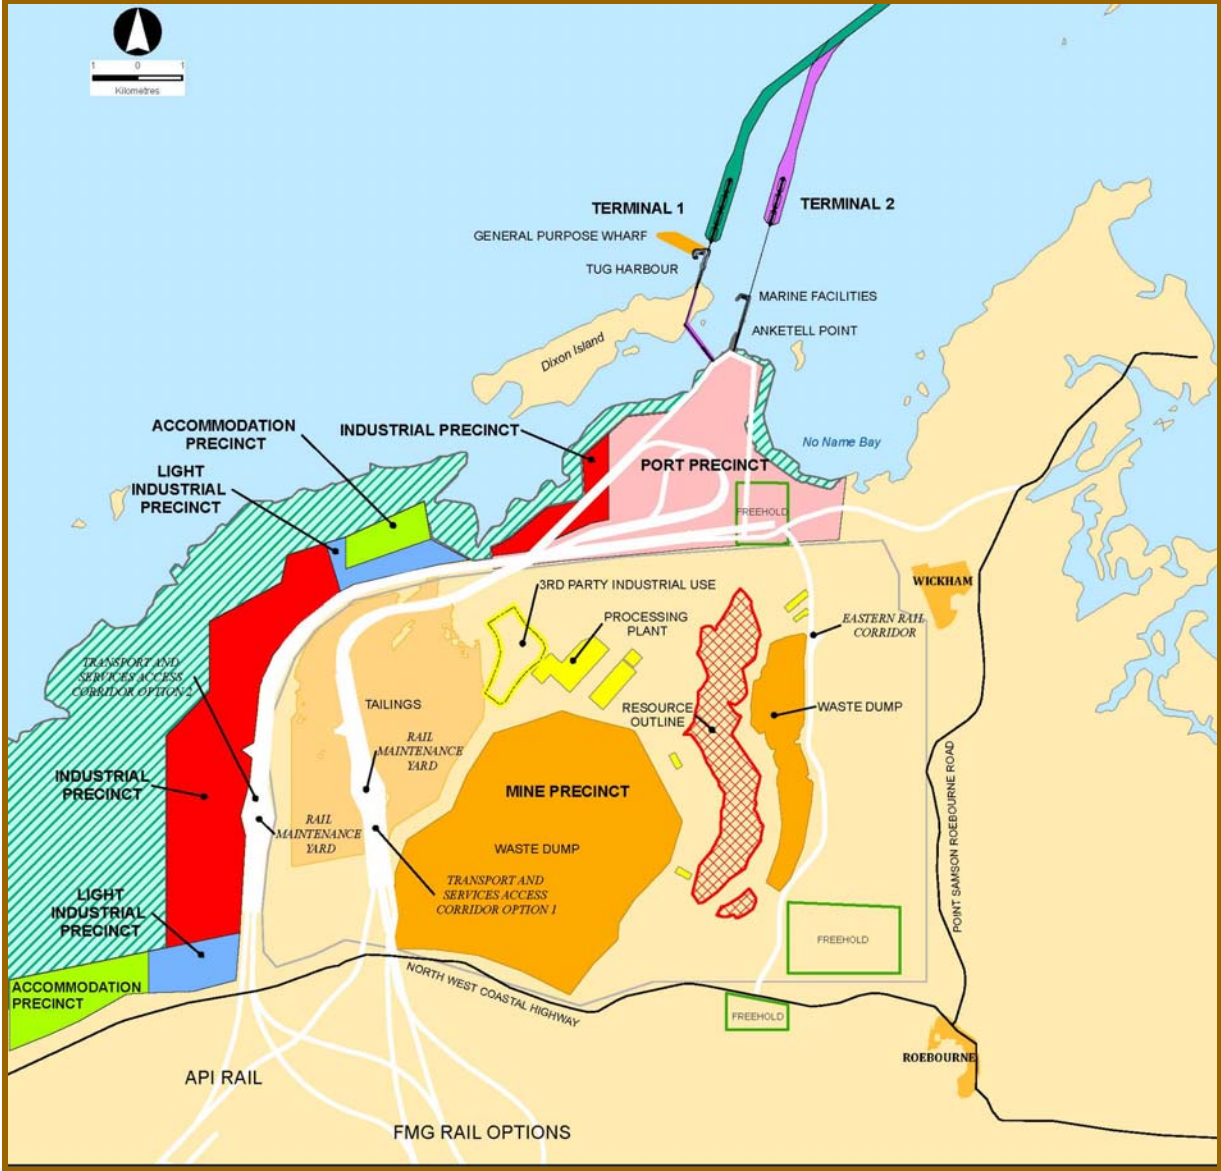 1 0 1
Kilometres
TERMINAL 1
TERMINAL 2
GENERAL PURPOSE WHARF
TUG HARBOUR
MARINE FACILITIES
ANKETELL POINT
Dixon Island
ACCOMMODATION
PRECINCT
INDUSTRIAL PRECINCT
No Name Bay
LIGHT
INDUSTRIAL
PRECINCT
PORT PRECINCT
FREEHOLD
3RD PARTY INDUSTRIAL USE
WICKHAM
PROCESSING
PLANT
EASTERN RAIL
CORRIDOR
TRANSPORT AND
SERVICES ACCESS
CORRIDOR OPTION 2
TAILINGS
RESOURCE
OUTLINE
WASTE DUMP
RAIL
MAINTENANCE
YARD
INDUSTRIAL
PRECINCT
MINE PRECINCT
RAIL
MAINTENANCE
YARD
WASTE DUMP
POINT SAMSON ROEBOURNE ROAD
TRANSPORT AND
SERVICES ACCESS
CORRIDOR OPTION 1
LIGHT
INDUSTRIAL
PRECINCT
FREEHOLD
ACCOMMODATION
PRECINCT
NORTH WEST COASTAL HIGHWAY
FREEHOLD
ROEBOURNE
API RAIL
FMG RAIL OPTIONS